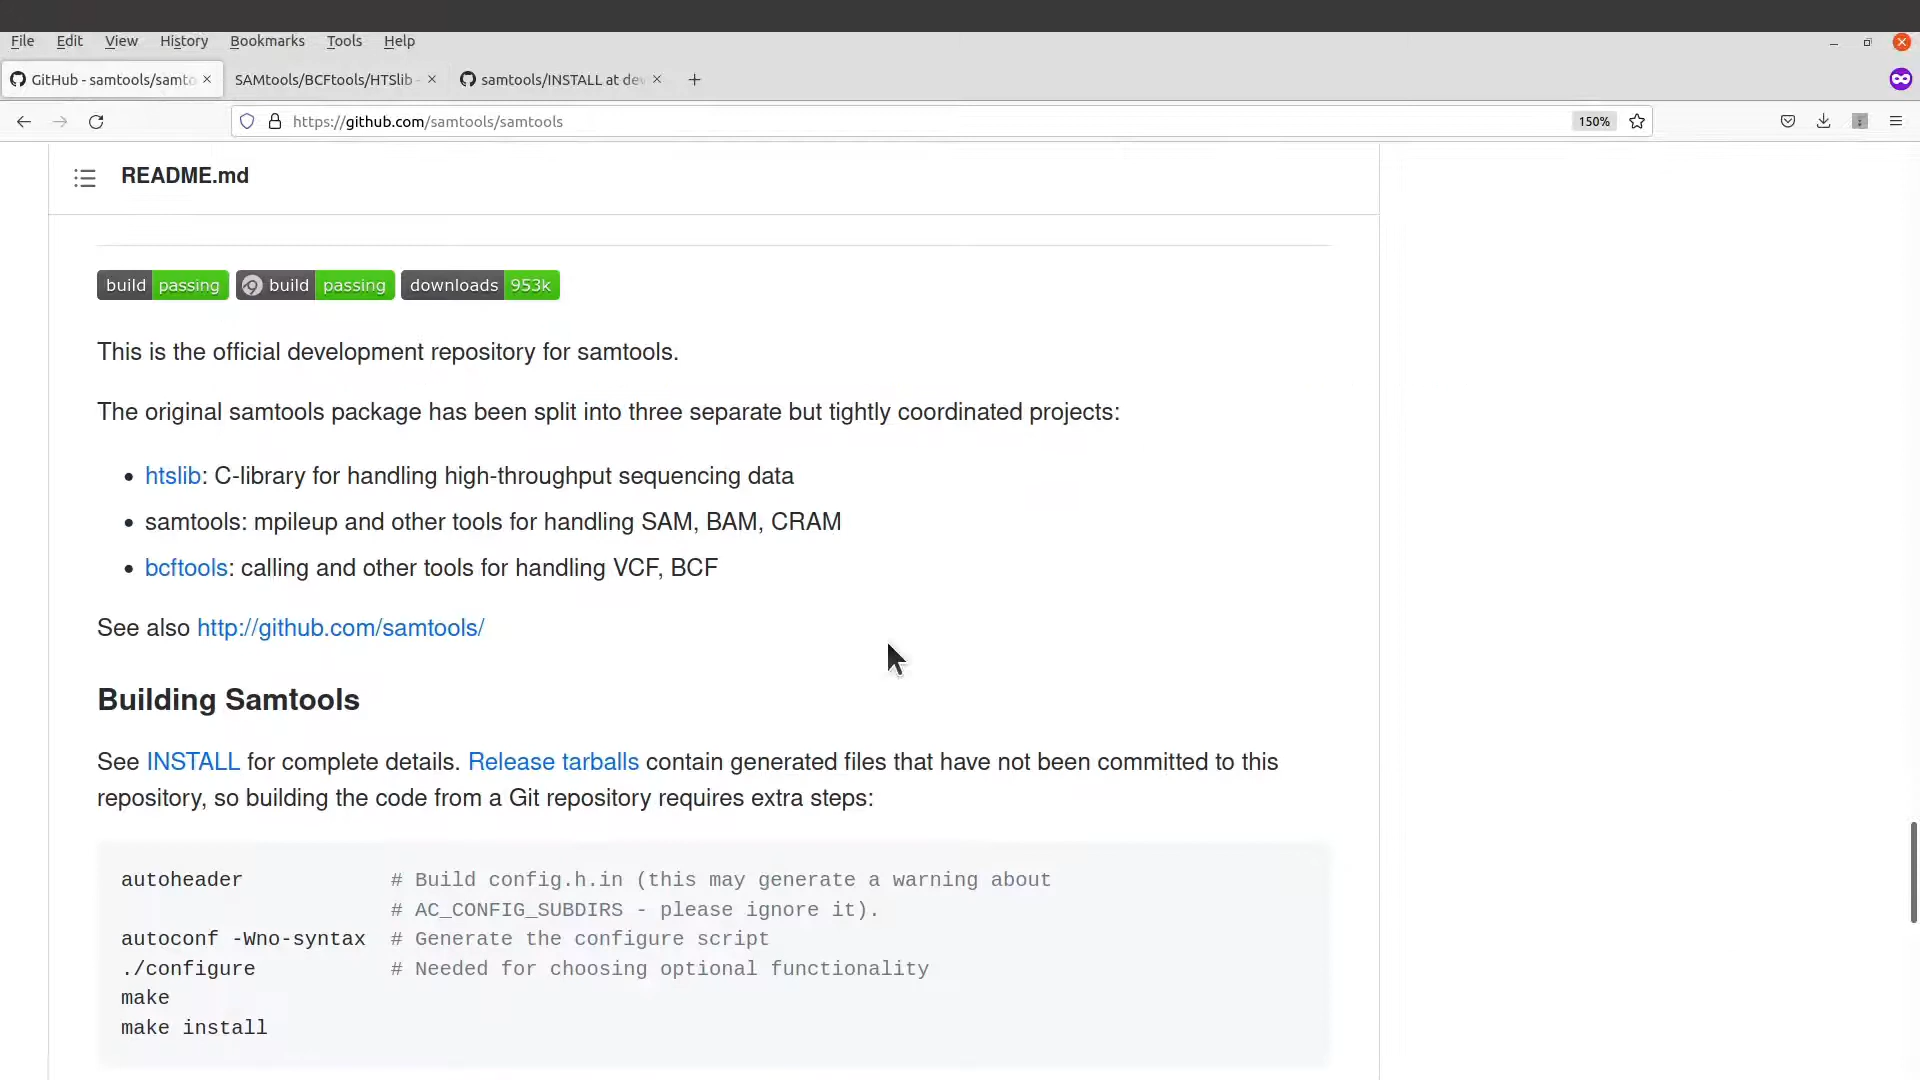 File Edit View History Bookmarks Tools Help
GitHub - samtools/samto SAMtools/BCFtools/HTSlib - samtools/INSTALL at dev
https://github.com/samtools/samtools 150%
README.md
build passing build passing downloads 953k
This is the official development repository for samtools.
The original samtools package has been split into three separate but tightly coordinated projects:
• htslib: C-library for handling high-throughput sequencing data
• samtools: mpileup and other tools for handling SAM, BAM, CRAM
• bcftools: calling and other tools for handling VCF, BCF
See also http://github.com/samtools/
Building Samtools
See INSTALL for complete details. Release tarballs contain generated files that have not been committed to this
repository, so building the code from a Git repository requires extra steps:
autoheader # Build config.h.in (this may generate a warning about
# AC_CONFIG_SUBDIRS - please ignore it).
autoconf -Wno-syntax # Generate the configure script
./configure # Needed for choosing optional functionality
make
make install